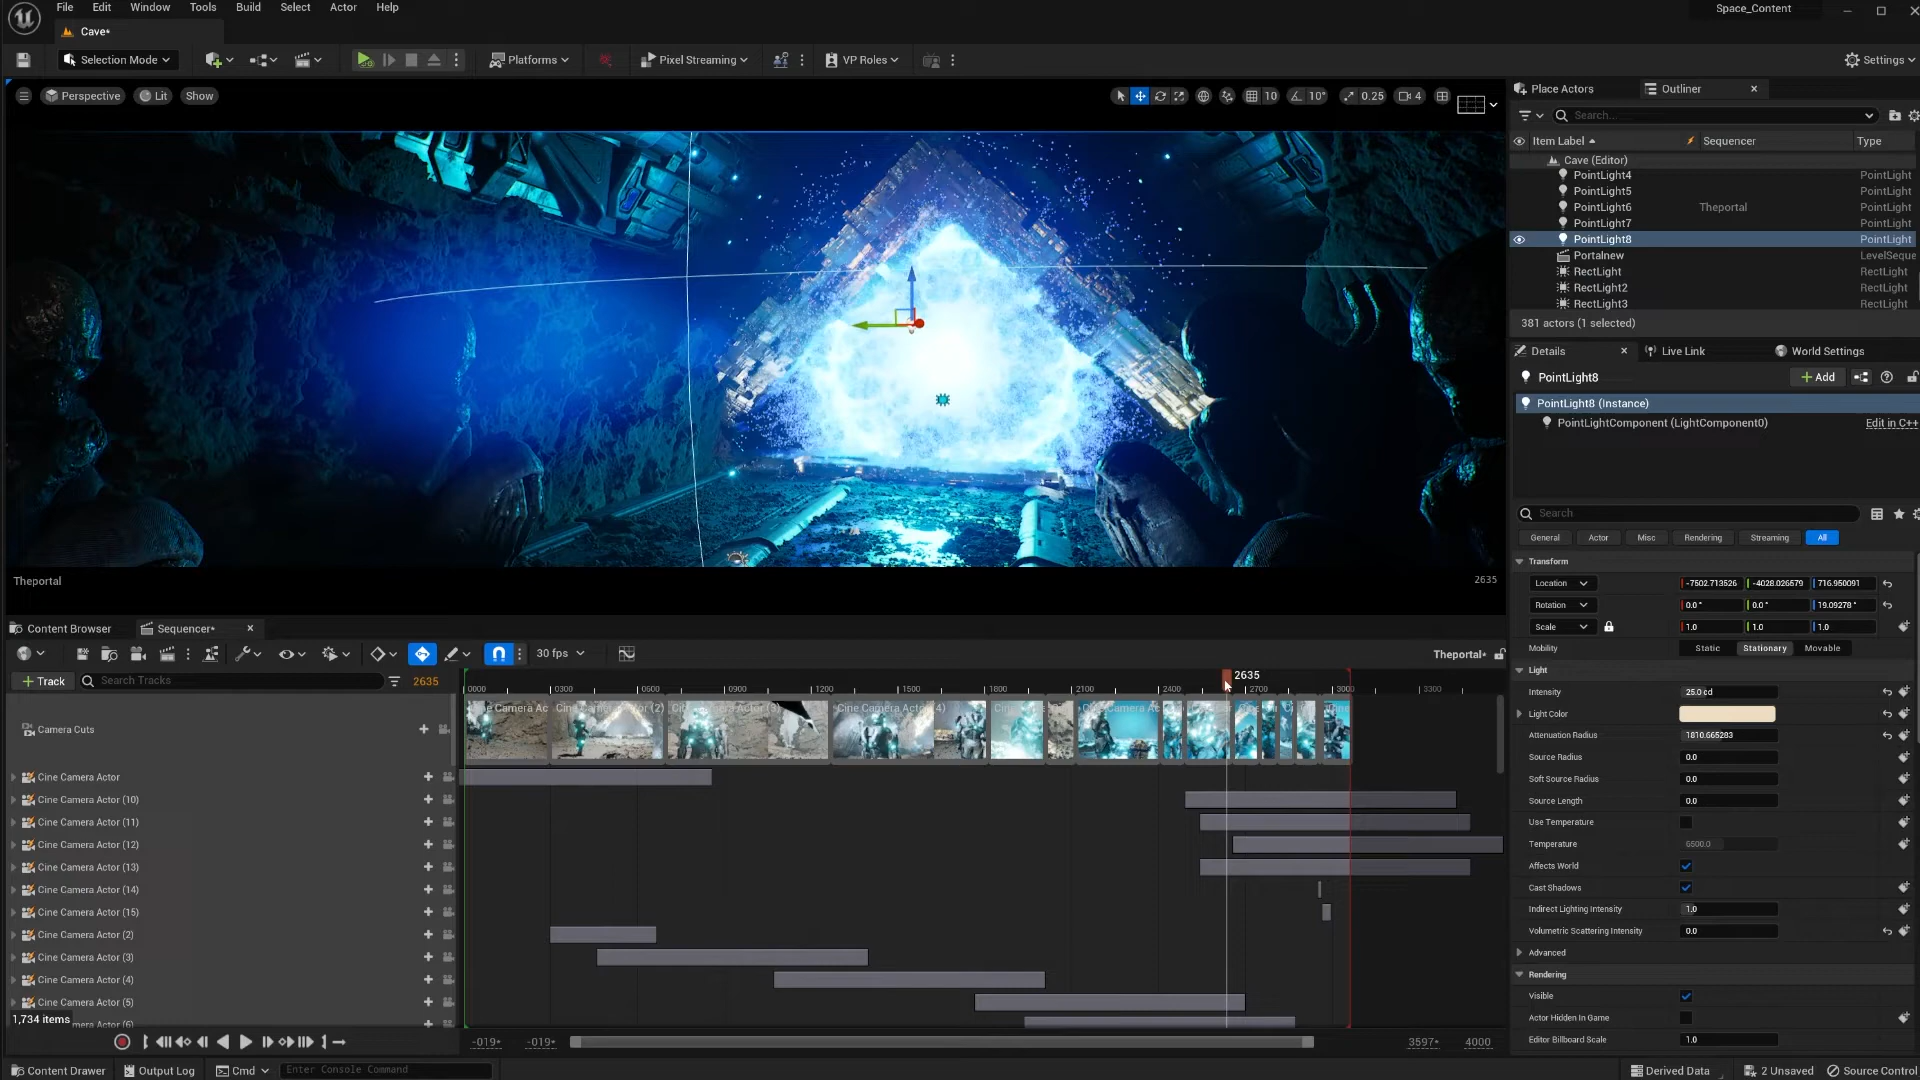 File Edit Window Tools Build Select Actor Help
Space_Content
Cave*
Selection Mode
Platforms
Pixel Streaming
VP Roles
Settings
Perspective
Lit
Show
10
10°
0.25
4
Theportal
2635
Place Actors
Outliner
Search...
Item Label
Sequencer
Type
Cave (Editor)
PointLight4 PointLight
PointLight5 PointLight
PointLight6 Theportal PointLight
PointLight7 PointLight
PointLight8 PointLight
Portalnew LevelSeque
RectLight RectLight
RectLight2 RectLight
RectLight3 RectLight
381 actors (1 selected)
Details
Live Link
World Settings
PointLight8
Add
PointLight8 (Instance)
PointLightComponent (LightComponent0)
Edit in C++
Search
General Actor Misc Rendering Streaming All
Transform
Location -7502.713526 -4028.026579 716.950091
Rotation 0.0° 0.0° 19.09278°
Scale 1.0 1.0 1.0
Mobility Static Stationary Movable
Light
Intensity 25.0 cd
Light Color
Attenuation Radius 1810.665283
Source Radius 0.0
Soft Source Radius 0.0
Source Length 0.0
Use Temperature
Temperature 6500.0
Affects World
Cast Shadows
Indirect Lighting Intensity 1.0
Volumetric Scattering Intensity 0.0
Advanced
Rendering
Visible
Actor Hidden In Game
Editor Billboard Scale 1.0
Content Browser
Sequencer*
30 fps
Theportal*
+ Track
Search Tracks
2635
2635
0000 0300 0600 0900 1200 1500 1800 2100 2400 2700 3000 3300
Camera Cuts
Cine Camera Actor
Cine Camera Actor (10)
Cine Camera Actor (11)
Cine Camera Actor (12)
Cine Camera Actor (13)
Cine Camera Actor (14)
Cine Camera Actor (15)
Cine Camera Actor (2)
Cine Camera Actor (3)
Cine Camera Actor (4)
Cine Camera Actor (5)
1,734 items
-019*
-019*
3597*
4000
Content Drawer
Output Log
Cmd
Enter Console Command
Derived Data
2 Unsaved
Source Control